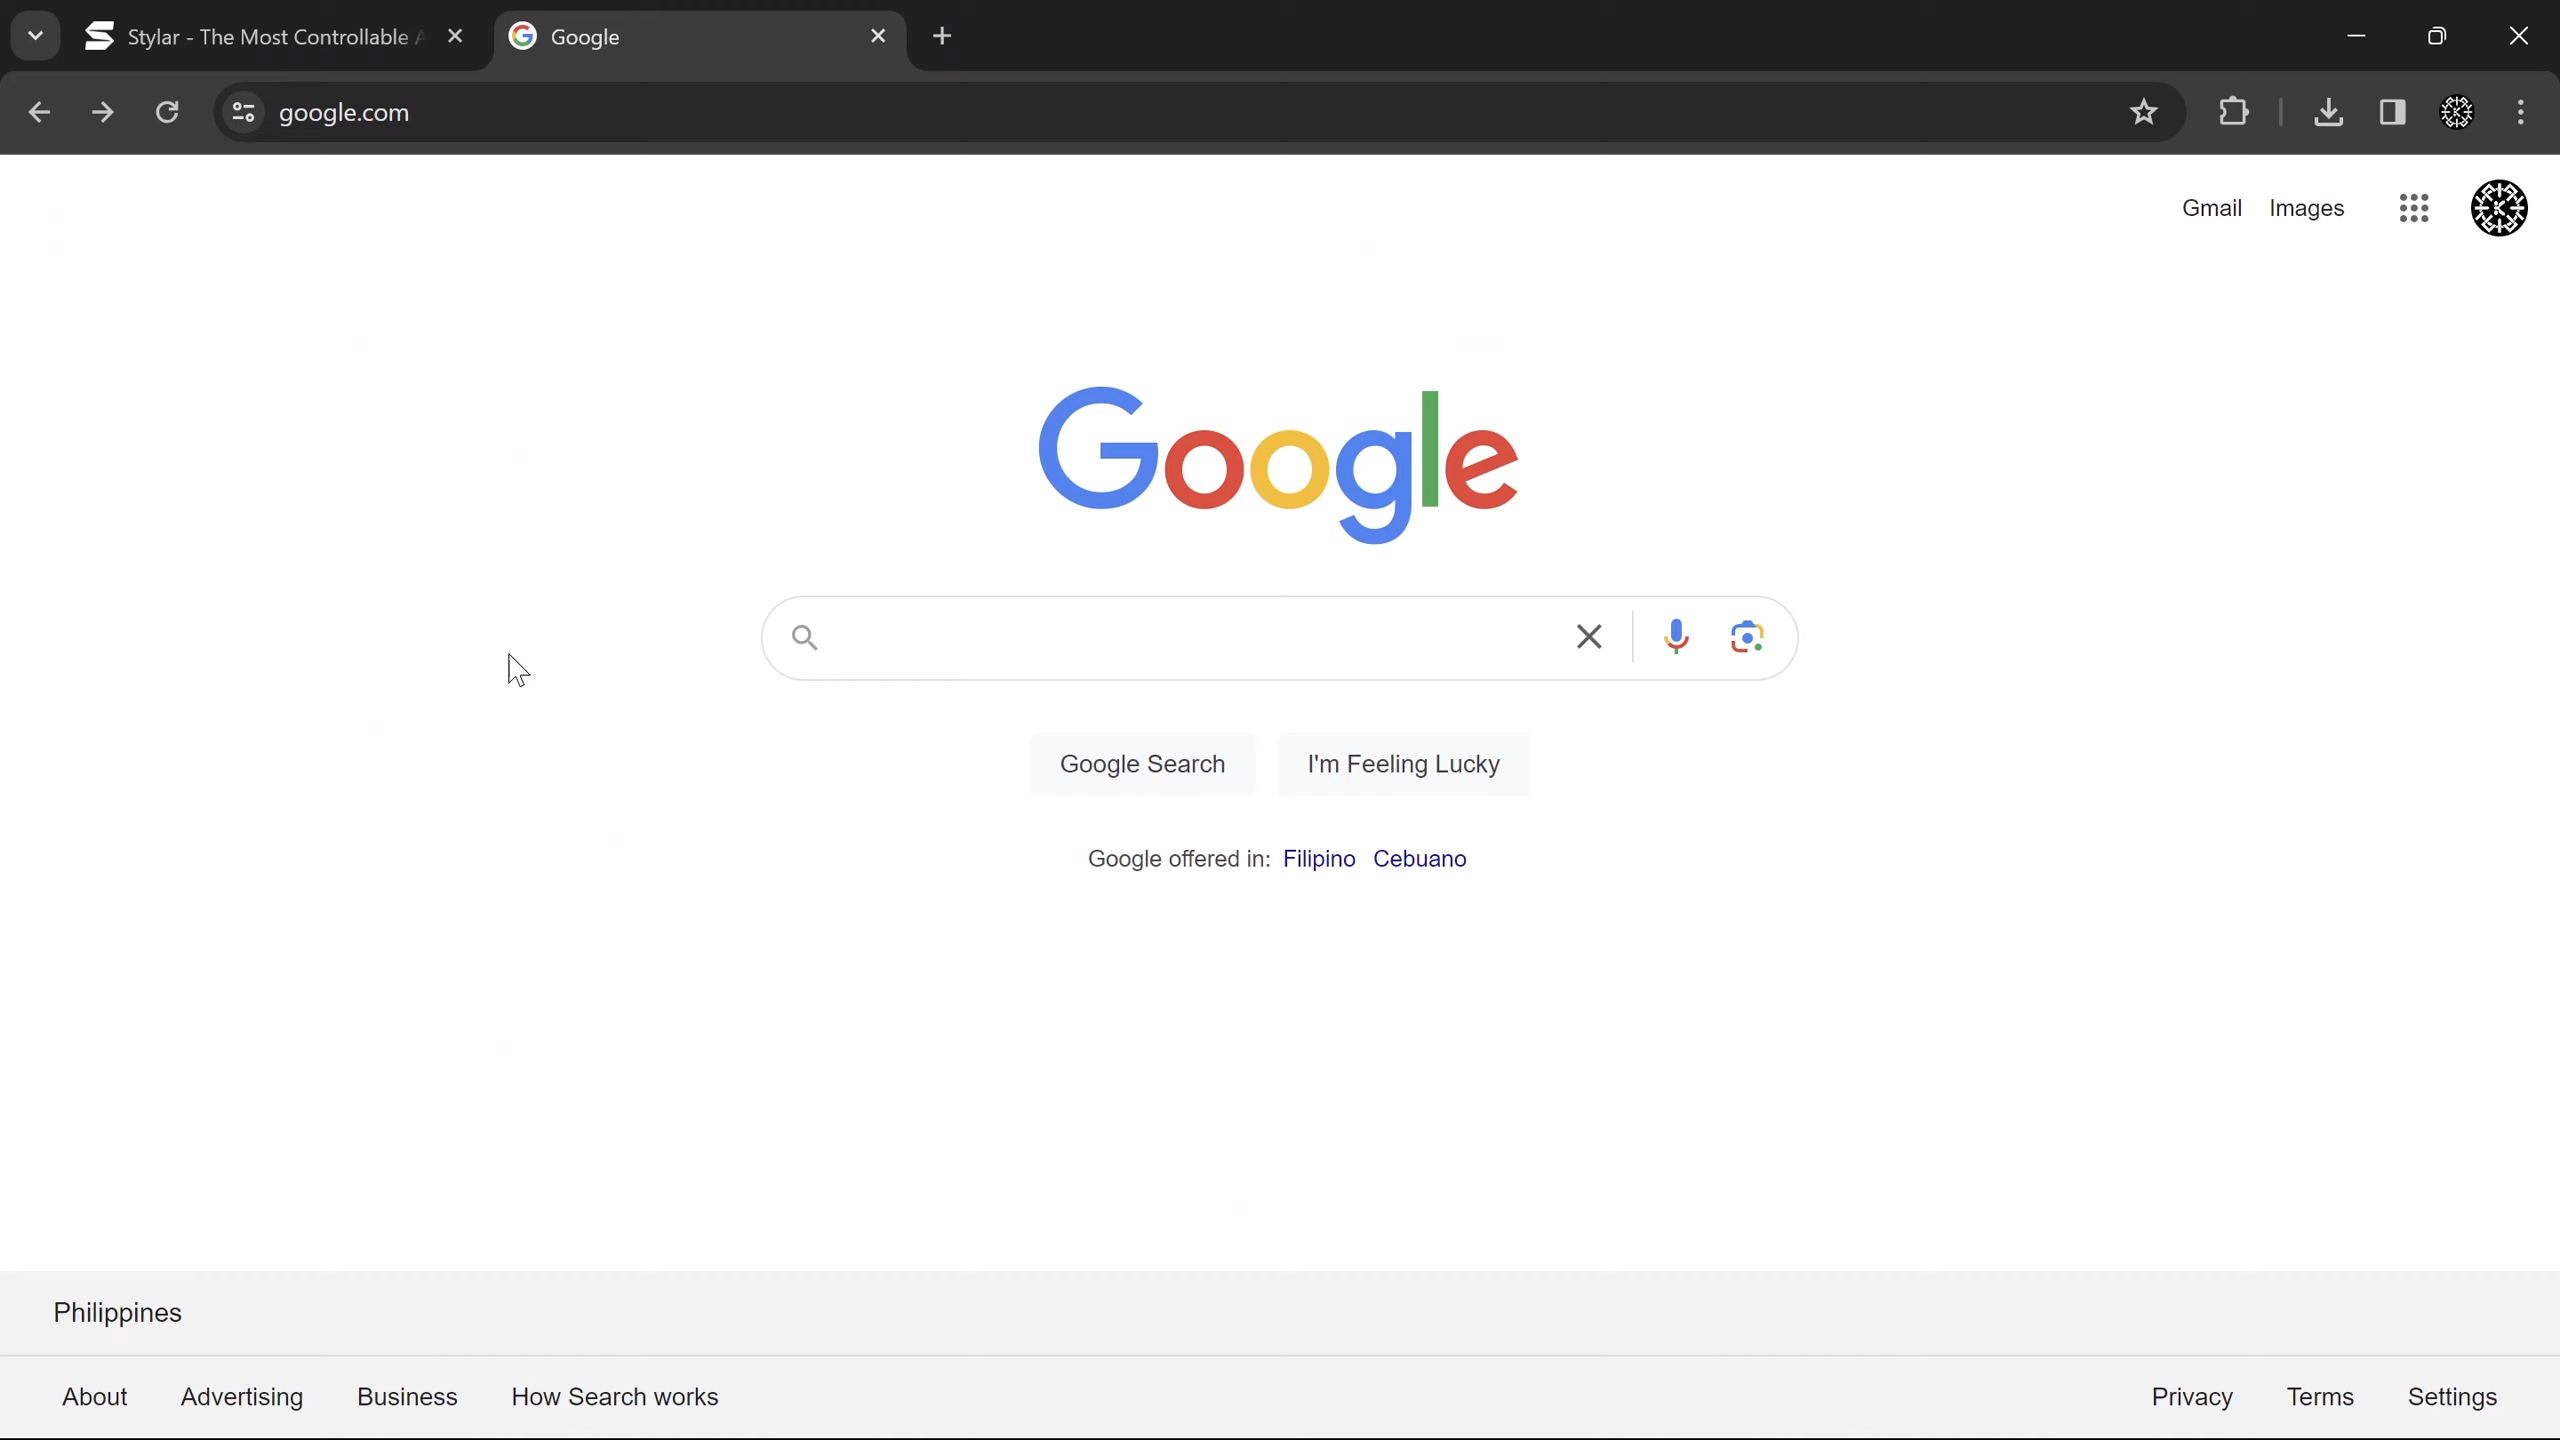 Stylar - The Most Controllable
Google
google.com
Gmail Images
Google
Google Search I'm Feeling Lucky
Google offered in: Filipino Cebuano
Philippines
About Advertising Business How Search works Privacy Terms Settings